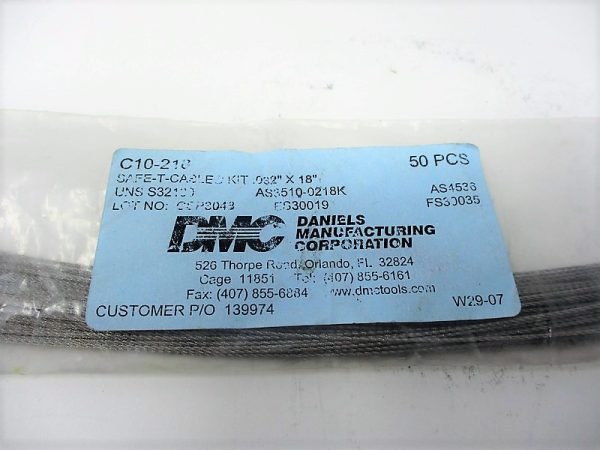 C10-218 50 PCS
SAFE-T-CABLE KIT .032" X 18"
UNS S32100 AS3510-0218K AS4536
LOT NO: FS30019 FS30035
DMC DANIELS
MANUFACTURING
CORPORATION
526 Thorpe Road, Orlando, FL 32824
Cage 11851 Tel: (407) 855-6161
Fax: (407) 855-6884 www.dmctools.com
CUSTOMER P/O 139974 W29-07